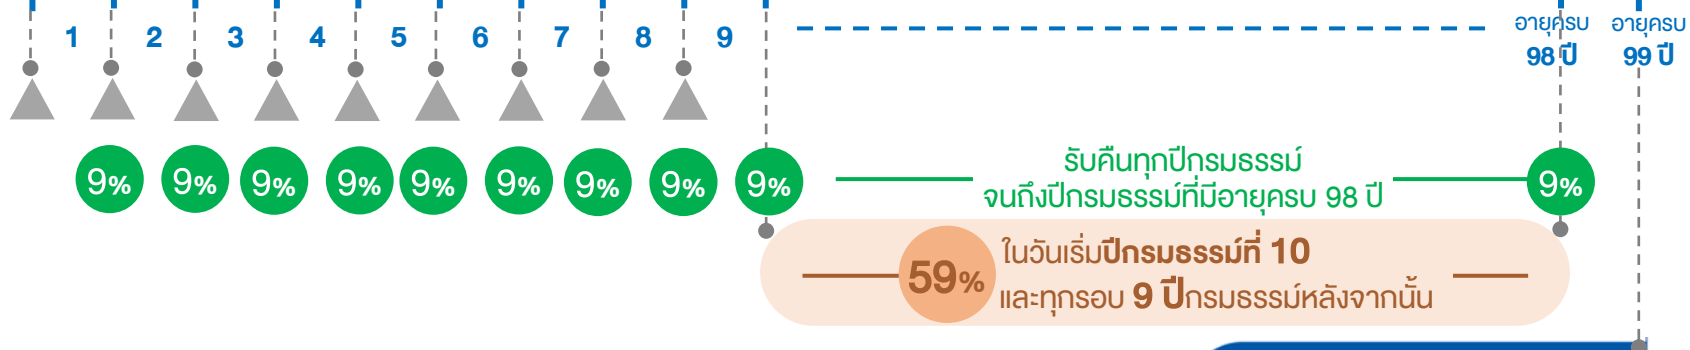 1 2 3 4 5 6 7 8 9
อายุครบ
98 ปี
อายุครบ
99 ปี
9% 9% 9% 9% 9% 9% 9% 9% 9%
รับคืนทุกปีกรมธรรม์
จนถึงปีกรมธรรม์ที่มีอายุครบ 98 ปี
9%
59%
ในวันเริ่มปีกรมธรรม์ที่ 10
และทุกรอบ 9 ปีกรมธรรม์หลังจากนั้น